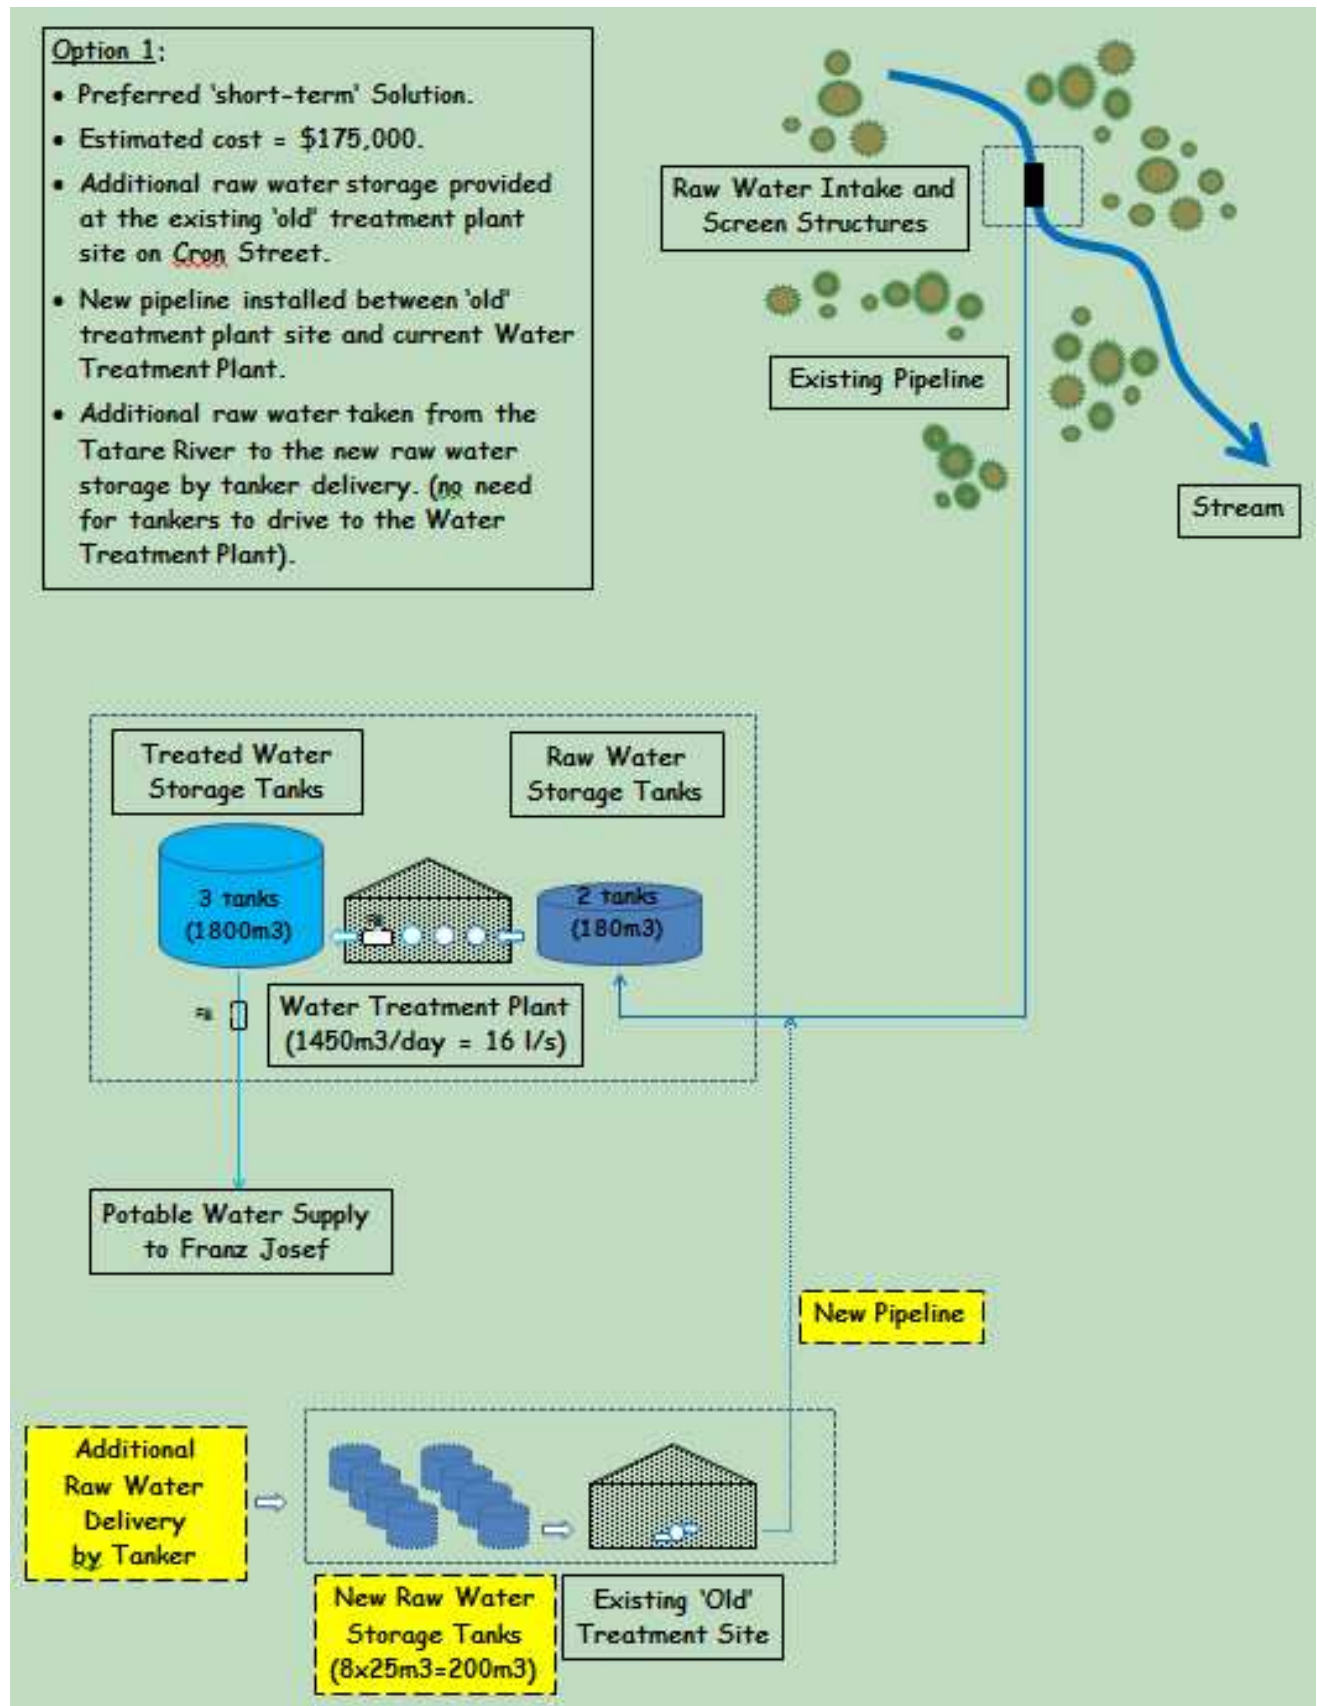 Option 1:
• Preferred 'short-term' Solution.
• Estimated cost = $175,000.
• Additional raw water storage provided
at the existing 'old' treatment plant
site on Cron Street.
• New pipeline installed between 'old'
treatment plant site and current Water
Treatment Plant.
• Additional raw water taken from the
Tatare River to the new raw water
storage by tanker delivery. (no need
for tankers to drive to the Water
Treatment Plant).
Raw Water Intake and
Screen Structures
Existing Pipeline
Stream
Treated Water
Storage Tanks
Raw Water
Storage Tanks
3 tanks
(1800m3)
2 tanks
(180m3)
Water Treatment Plant
(1450m3/day = 16 l/s)
Potable Water Supply
to Franz Josef
New Pipeline
Additional
Raw Water
Delivery
by Tanker
New Raw Water
Storage Tanks
(8x25m3=200m3)
Existing 'Old'
Treatment Site